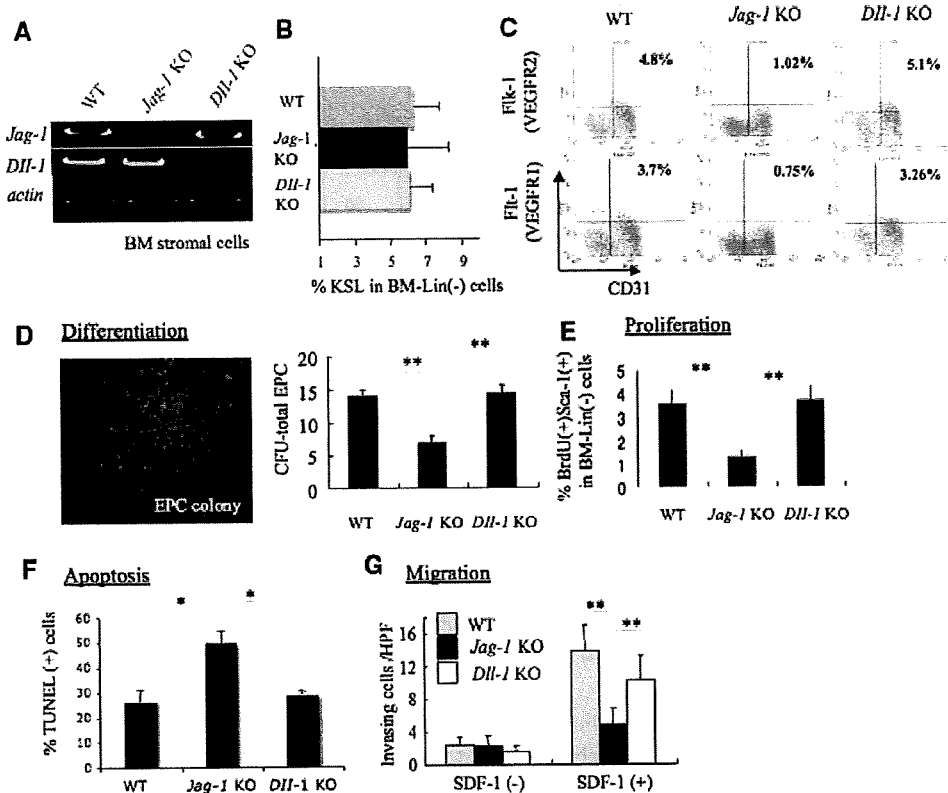 A
WT
Jag-1 KO
Dll-1 KO
Jag-1
Dll-1
actin
BM stromal cells
B
WT
Jag-1
KO
Dll-1
KO
1 3 5 7 9
% KSL in BM-Lin(-) cells
C
WT
Jag-1 KO
Dll-1 KO
Flk-1
(VEGFR2)
4.8%
1.02%
5.1%
Flt-1
(VEGFR1)
3.7%
0.75%
3.26%
CD31
D
Differentiation
EPC colony
CFU-total EPC
20
15
10
5
0
**
**
WT
Jag-1 KO
Dll-1 KO
E
Proliferation
% BrdU(+)Sca-1(+)
in BM-Lin(-) cells
5
4
3
2
1
0
**
**
WT
Jag-1 KO
Dll-1 KO
F
Apoptosis
% TUNEL (+) cells
60
50
40
30
20
10
0
*
*
WT
Jag-1 KO
Dll-1 KO
G
Migration
Invasing cells /HPF
16
12
8
4
0
WT
Jag-1 KO
Dll-1 KO
**
**
SDF-1 (-)
SDF-1 (+)